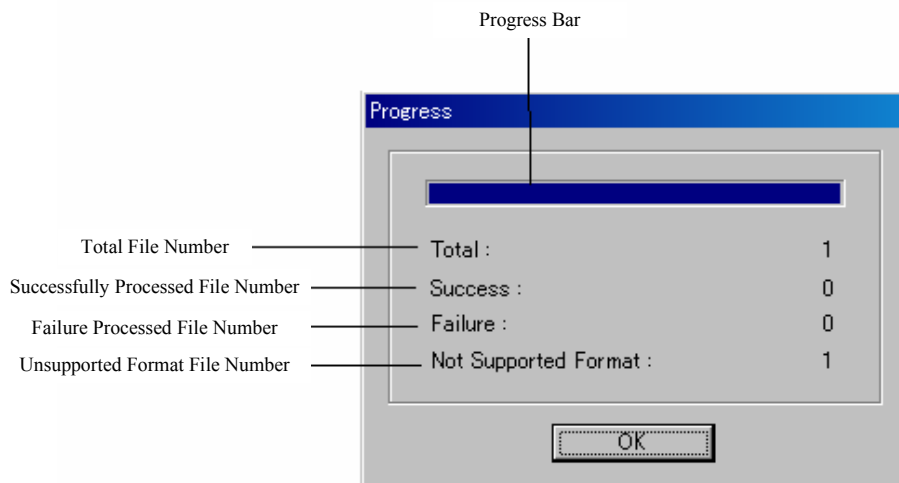 Progress Bar
Progress
Total File Number
Total : 1
Successfully Processed File Number
Success : 0
Failure Processed File Number
Failure : 0
Unsupported Format File Number
Not Supported Format : 1
OK